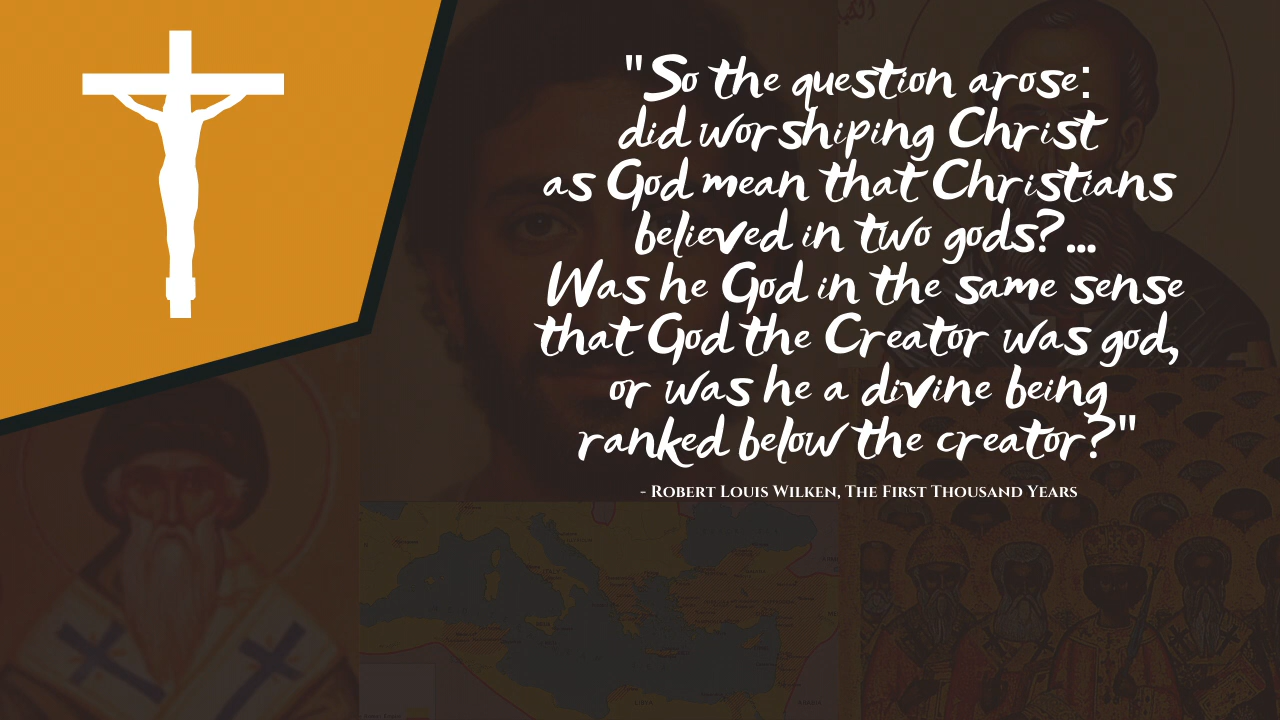 "So the question arose:
did worshiping Christ
as God mean that Christians
believed in two gods?...
Was he God in the same sense
that God the Creator was god,
or was he a divine being
ranked below the creator?"
- Robert Louis Wilken, The First Thousand Years
LIBYA
ARABIA